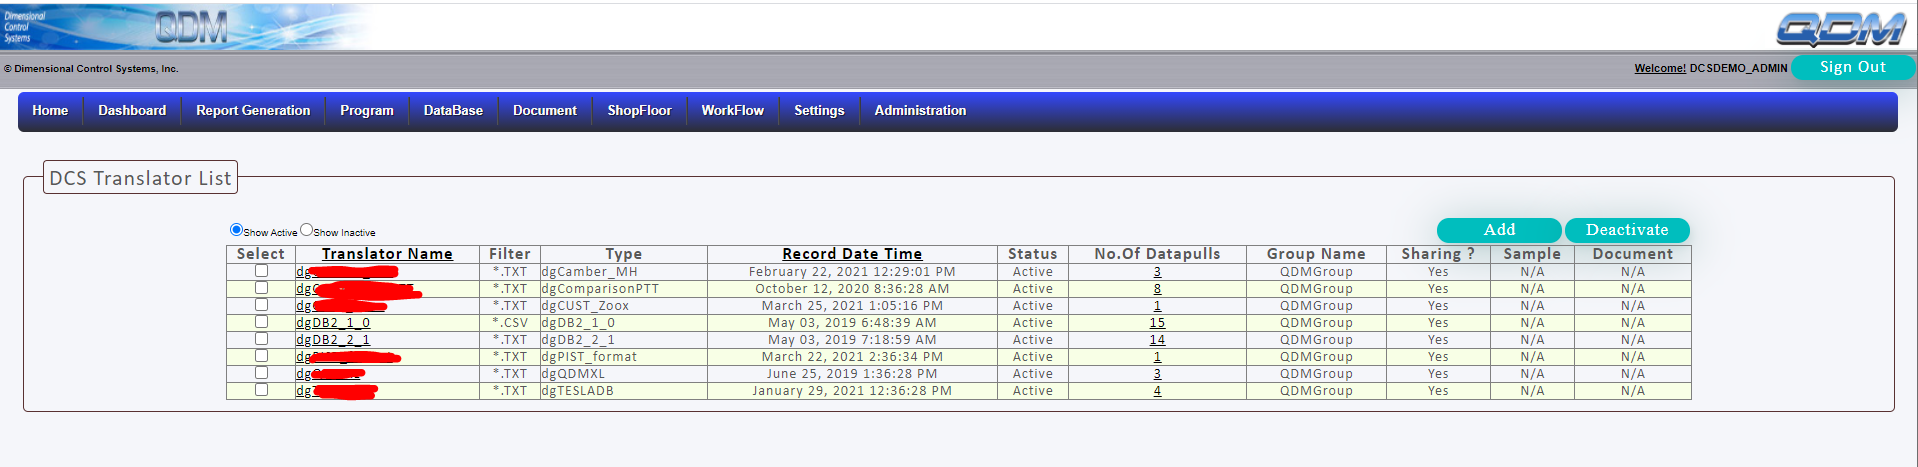 Dimensional
Control
Systems
QDM
QDM
© Dimensional Control Systems, Inc.
Welcome! DCSDEMO_ADMIN Sign Out
Home Dashboard Report Generation Program DataBase Document ShopFloor WorkFlow Settings Administration
DCS Translator List
Show Active Show Inactive Add Deactivate
Select Translator Name Filter Type Record Date Time Status No.Of Datapulls Group Name Sharing ? Sample Document
*.TXT dgCamber_MH February 22, 2021 12:29:01 PM Active 3 QDMGroup Yes N/A N/A
*.TXT dgComparisonPTT October 12, 2020 8:36:28 AM Active 8 QDMGroup Yes N/A N/A
*.TXT dgCUST_Zoox March 25, 2021 1:05:16 PM Active 1 QDMGroup Yes N/A N/A
dgDB2_1_0 *.CSV dgDB2_1_0 May 03, 2019 6:48:39 AM Active 15 QDMGroup Yes N/A N/A
dgDB2_2_1 *.TXT dgDB2_2_1 May 03, 2019 7:18:59 AM Active 14 QDMGroup Yes N/A N/A
*.TXT dgPIST_format March 22, 2021 2:36:34 PM Active 1 QDMGroup Yes N/A N/A
*.TXT dgQDMXL June 25, 2019 1:36:28 PM Active 3 QDMGroup Yes N/A N/A
*.TXT dgTESLADB January 29, 2021 12:36:28 PM Active 4 QDMGroup Yes N/A N/A